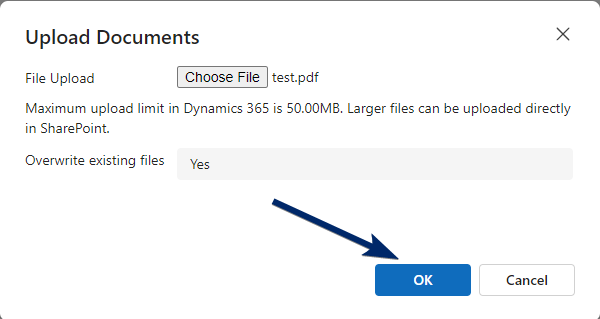 Upload Documents
File Upload Choose File test.pdf
Maximum upload limit in Dynamics 365 is 50.00MB. Larger files can be uploaded directly
in SharePoint.
Overwrite existing files Yes
OK Cancel